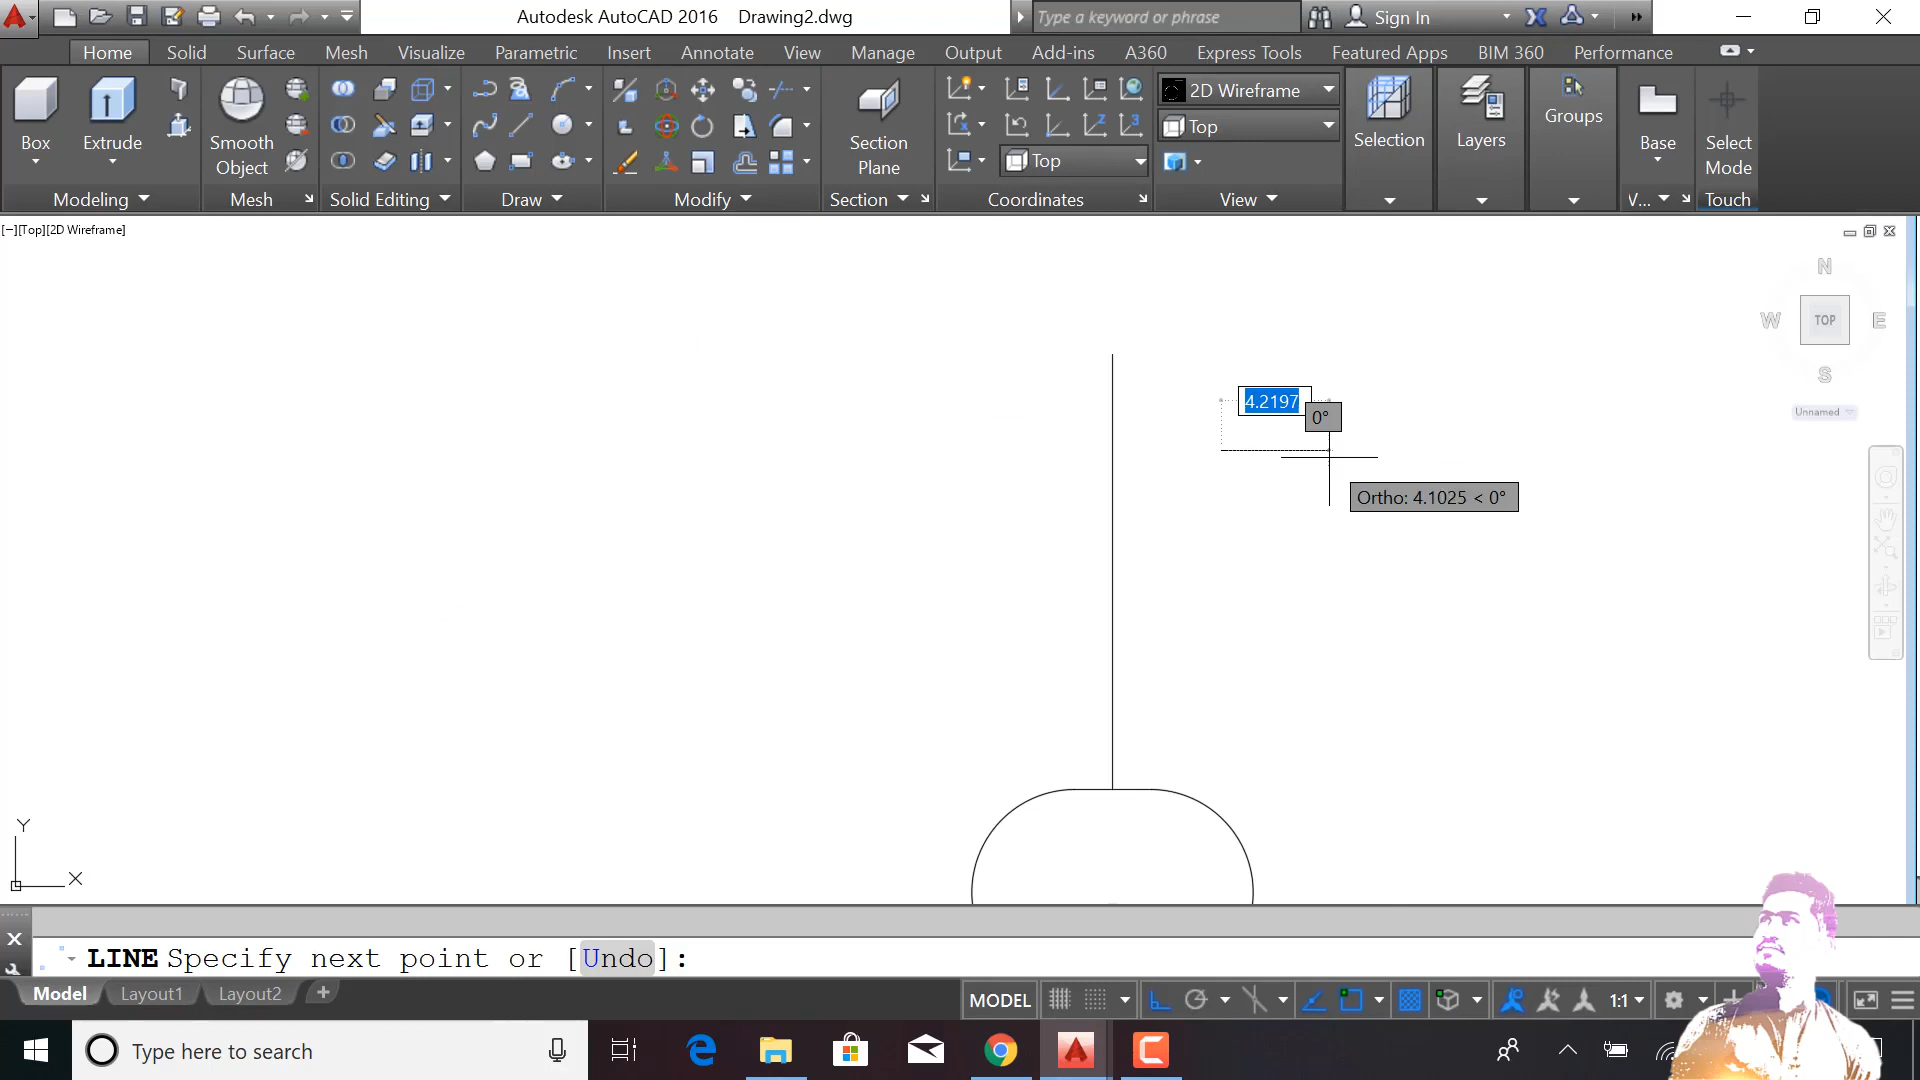 Autodesk AutoCAD 2016 Drawing2.dwg
Type a keyword or phrase
Sign In
Home Solid Surface Mesh Visualize Parametric Insert Annotate View Manage Output Add-ins A360 Express Tools Featured Apps BIM 360 Performance
Box
Extrude
Smooth
Object
Section
Plane
2D Wireframe
Top
Top
Selection
Layers
Groups
Base
Select
Mode
Modeling
Mesh
Solid Editing
Draw
Modify
Section
Coordinates
View
V...
Touch
[−][Top][2D Wireframe]
N
W
TOP
E
S
Unnamed
4.2197
0°
Ortho: 4.1025 < 0°
Y
X
LINE Specify next point or [Undo]:
Model Layout1 Layout2 +
MODEL
1:1
Type here to search